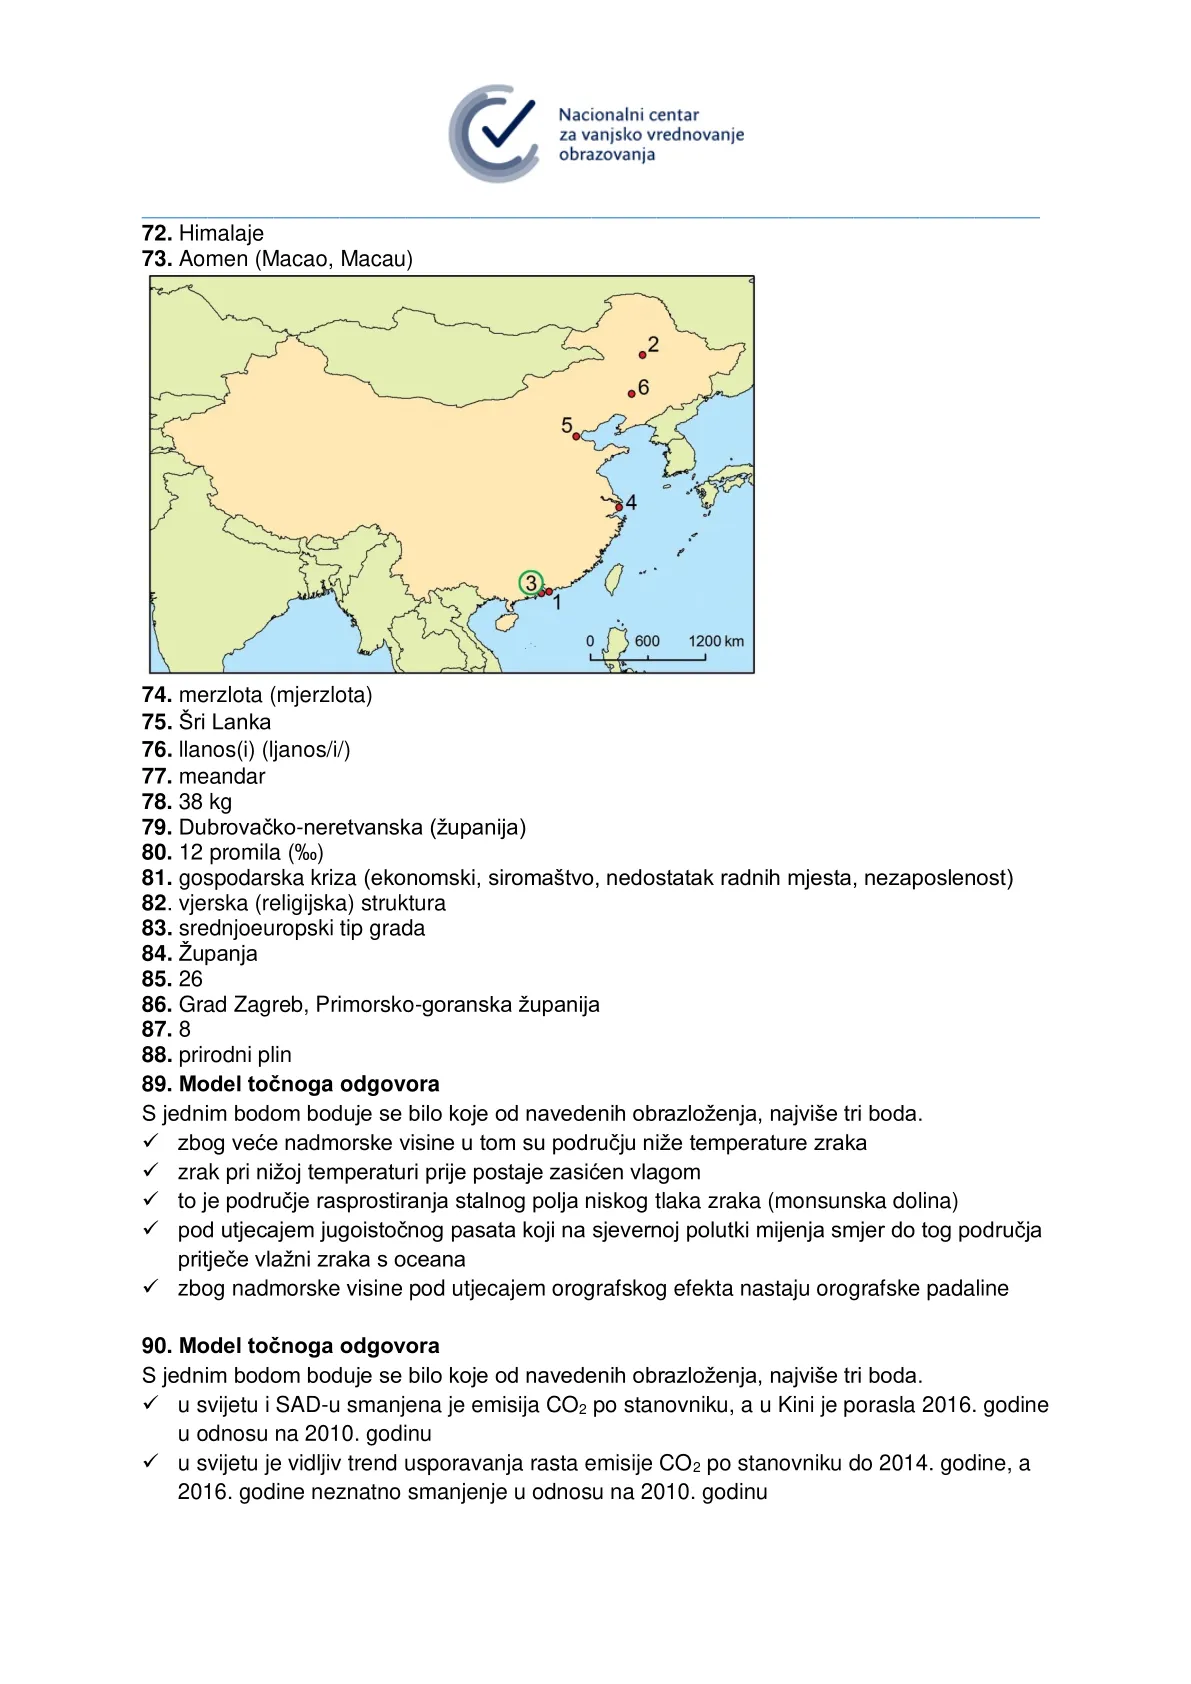 Nacionalni centar
za vanjsko vrednovanje
obrazovanja
72. Himalaje
73. Aomen (Macao, Macau)
2
6
5
4
3
1
0 600 1200 km
74. merzlota (mjerzlota)
75. Šri Lanka
76. llanos(i) (ljanos/i/)
77. meandar
78. 38 kg
79. Dubrovačko-neretvanska (županija)
80. 12 promila (‰)
81. gospodarska kriza (ekonomski, siromaštvo, nedostatak radnih mjesta, nezaposlenost)
82. vjerska (religijska) struktura
83. srednjoeuropski tip grada
84. Županja
85. 26
86. Grad Zagreb, Primorsko-goranska županija
87. 8
88. prirodni plin
89. Model točnoga odgovora
S jednim bodom boduje se bilo koje od navedenih obrazloženja, najviše tri boda.
✓ zbog veće nadmorske visine u tom su području niže temperature zraka
✓ zrak pri nižoj temperaturi prije postaje zasićen vlagom
✓ to je područje rasprostiranja stalnog polja niskog tlaka zraka (monsunska dolina)
✓ pod utjecajem jugoistočnog pasata koji na sjevernoj polutki mijenja smjer do tog područja
pritječe vlažni zraka s oceana
✓ zbog nadmorske visine pod utjecajem orografskog efekta nastaju orografske padaline
90. Model točnoga odgovora
S jednim bodom boduje se bilo koje od navedenih obrazloženja, najviše tri boda.
✓ u svijetu i SAD-u smanjena je emisija CO₂ po stanovniku, a u Kini je porasla 2016. godine
u odnosu na 2010. godinu
✓ u svijetu je vidljiv trend usporavanja rasta emisije CO₂ po stanovniku do 2014. godine, a
2016. godine neznatno smanjenje u odnosu na 2010. godinu